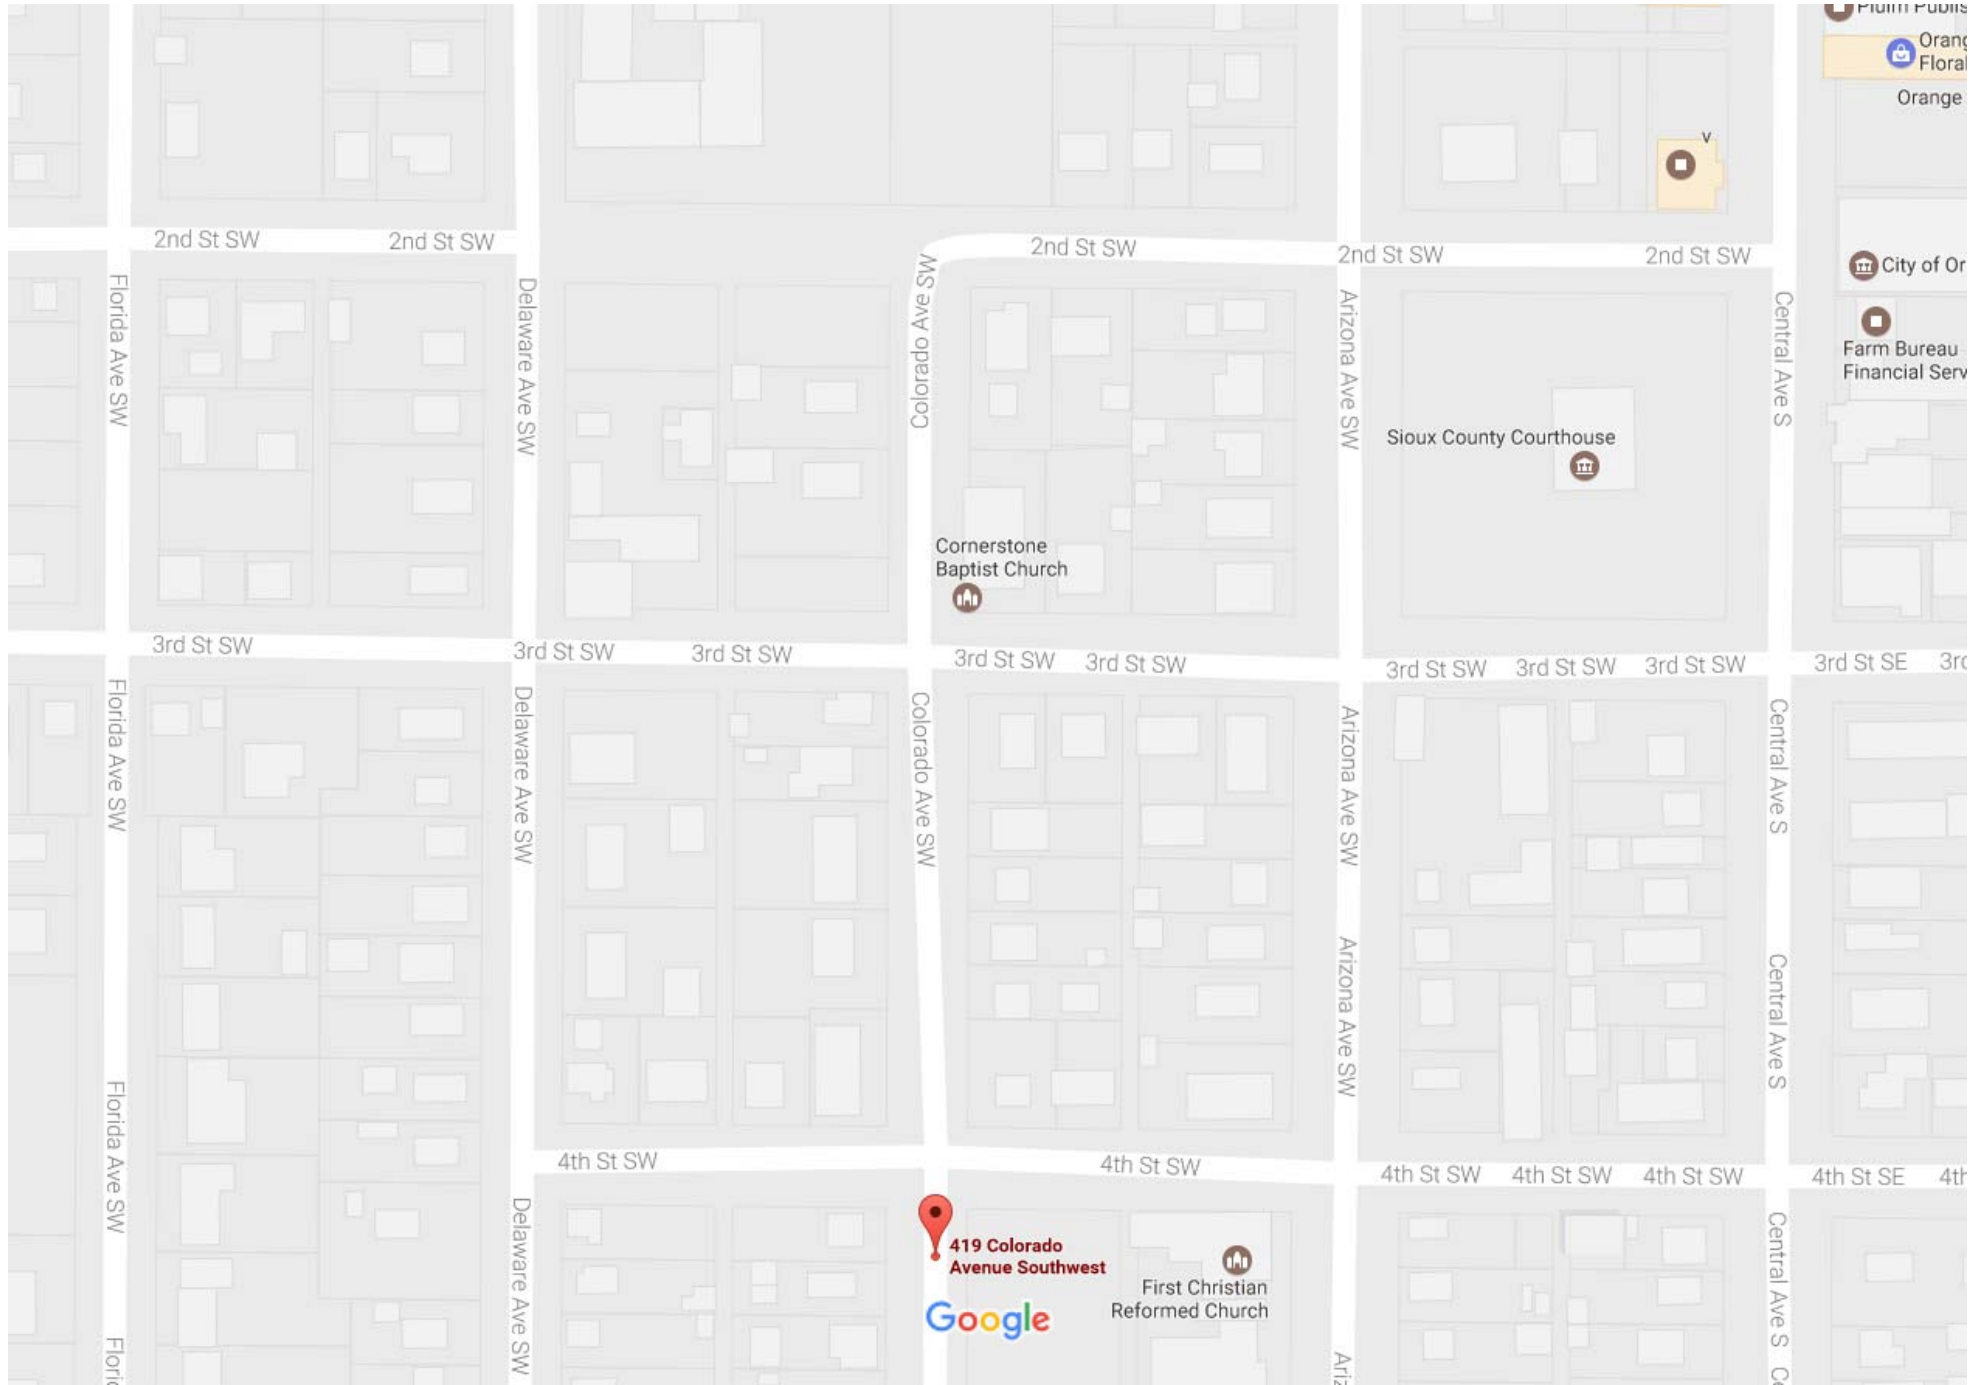 Orang
Floral
Orange
v
2nd St SW
2nd St SW
2nd St SW
2nd St SW
2nd St SW
City of Or
Florida Ave SW
Delaware Ave SW
Colorado Ave SW
Arizona Ave SW
Central Ave S
Farm Bureau
Financial Serv
Sioux County Courthouse
Cornerstone
Baptist Church
3rd St SW
3rd St SW
3rd St SW
3rd St SW
3rd St SW
3rd St SW
3rd St SW
3rd St SW
3rd St SE
3rd
Florida Ave SW
Delaware Ave SW
Colorado Ave SW
Arizona Ave SW
Central Ave S
Arizona Ave SW
Central Ave S
Florida Ave SW
4th St SW
4th St SW
4th St SW
4th St SW
4th St SW
4th St SE
4th
Delaware Ave SW
Central Ave S
419 Colorado
Avenue Southwest
First Christian
Reformed Church
Google
Floric
Ariz
Ce